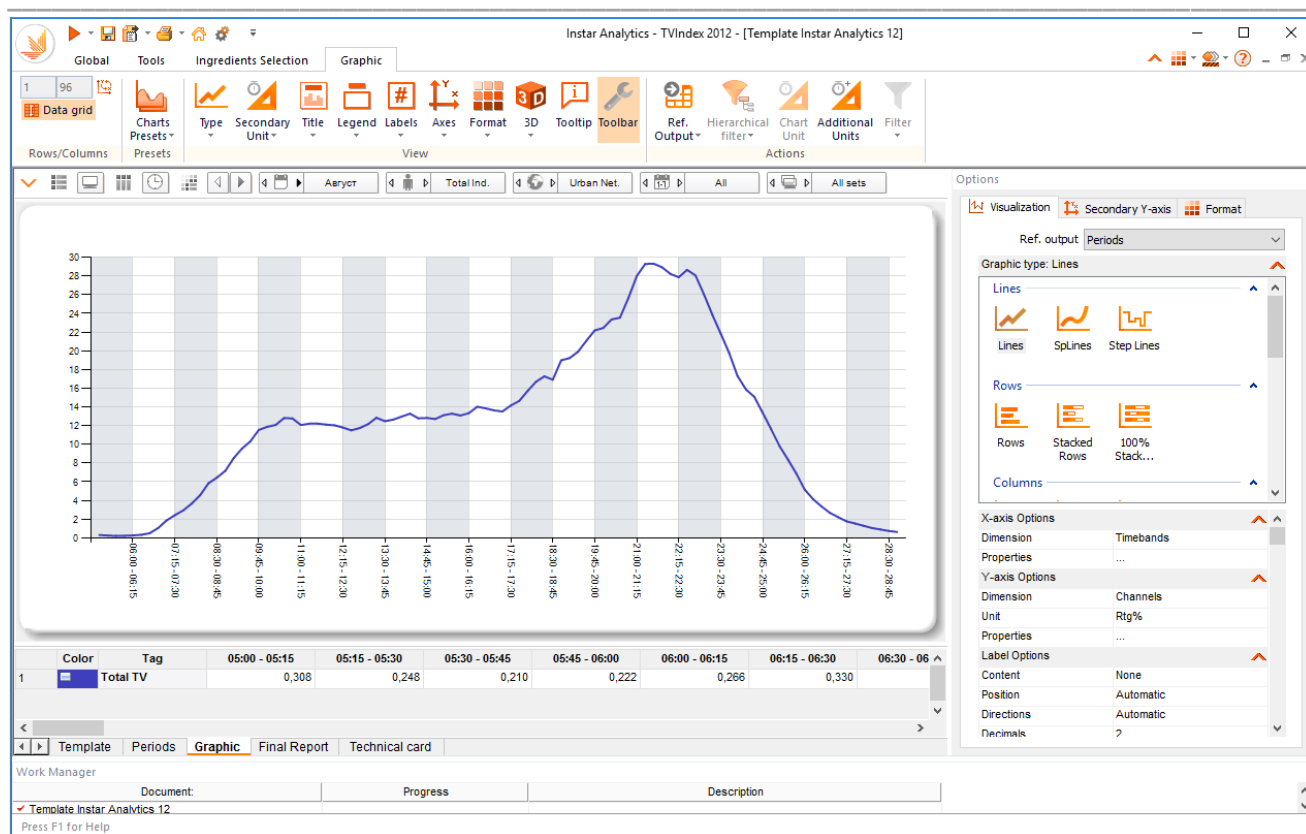 Instar Analytics - TVIndex 2012 - [Template Instar Analytics 12]
Global Tools Ingredients Selection Graphic
1 96
Data grid
Charts Presets
Type
Secondary Unit
Title
Legend
Labels
Axes
Format
3D
Tooltip
Toolbar
Ref. Output
Hierarchical filter
Chart Unit
Additional Units
Filter
Rows/Columns Presets View Actions
Август Total Ind. Urban Net. All All sets
30
28
26
24
22
20
18
16
14
12
10
8
6
4
2
0
06:00 - 06:15
07:15 - 07:30
08:30 - 08:45
09:45 - 10:00
11:00 - 11:15
12:15 - 12:30
13:30 - 13:45
14:45 - 15:00
16:00 - 16:15
17:15 - 17:30
18:30 - 18:45
19:45 - 20:00
21:00 - 21:15
22:15 - 22:30
23:30 - 23:45
24:45 - 25:00
26:00 - 26:15
27:15 - 27:30
28:30 - 28:45
Color Tag 05:00 - 05:15 05:15 - 05:30 05:30 - 05:45 05:45 - 06:00 06:00 - 06:15 06:15 - 06:30 06:30 - 06
1 Total TV 0,308 0,248 0,210 0,222 0,266 0,330
Template Periods Graphic Final Report Technical card
Options
Visualization Secondary Y-axis Format
Ref. output Periods
Graphic type: Lines
Lines
Lines SpLines Step Lines
Rows
Rows Stacked Rows 100% Stack...
Columns
X-axis Options
Dimension Timebands
Properties ...
Y-axis Options
Dimension Channels
Unit Rtg%
Properties ...
Label Options
Content None
Position Automatic
Directions Automatic
Decimals 2
Work Manager
Document: Progress Description
Template Instar Analytics 12
Press F1 for Help